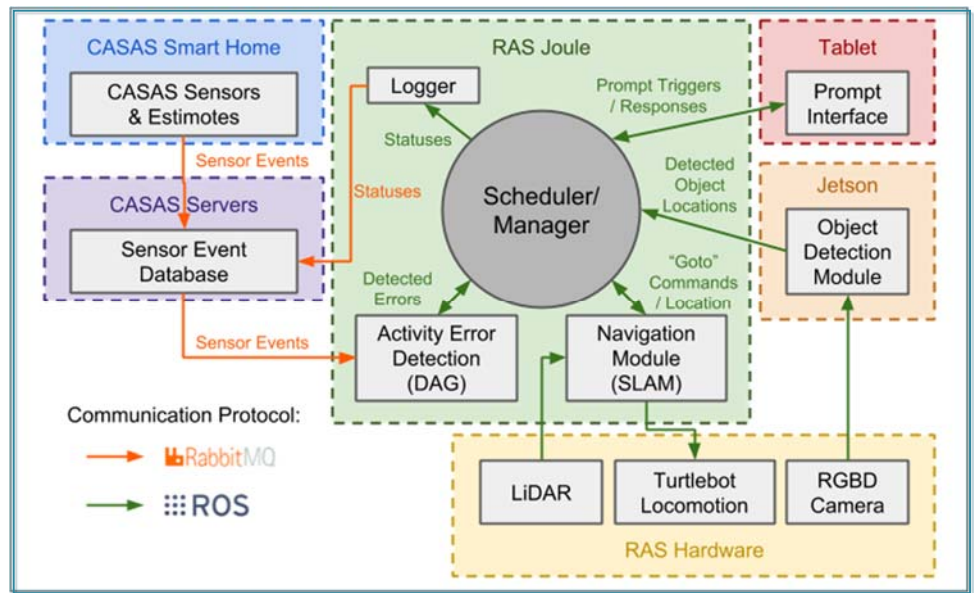 CASAS Smart Home
CASAS Sensors
& Estimotes
Sensor Events
CASAS Servers
Sensor Event
Database
Sensor Events
RAS Joule
Logger
Statuses
Statuses
Scheduler/
Manager
Prompt Triggers
/ Responses
Detected
Object
Locations
Detected
Errors
"Goto"
Commands
/ Location
Activity Error
Detection
(DAG)
Navigation
Module
(SLAM)
Tablet
Prompt
Interface
Jetson
Object
Detection
Module
Communication Protocol:
RabbitMQ
ROS
LiDAR
Turtlebot
Locomotion
RGBD
Camera
RAS Hardware